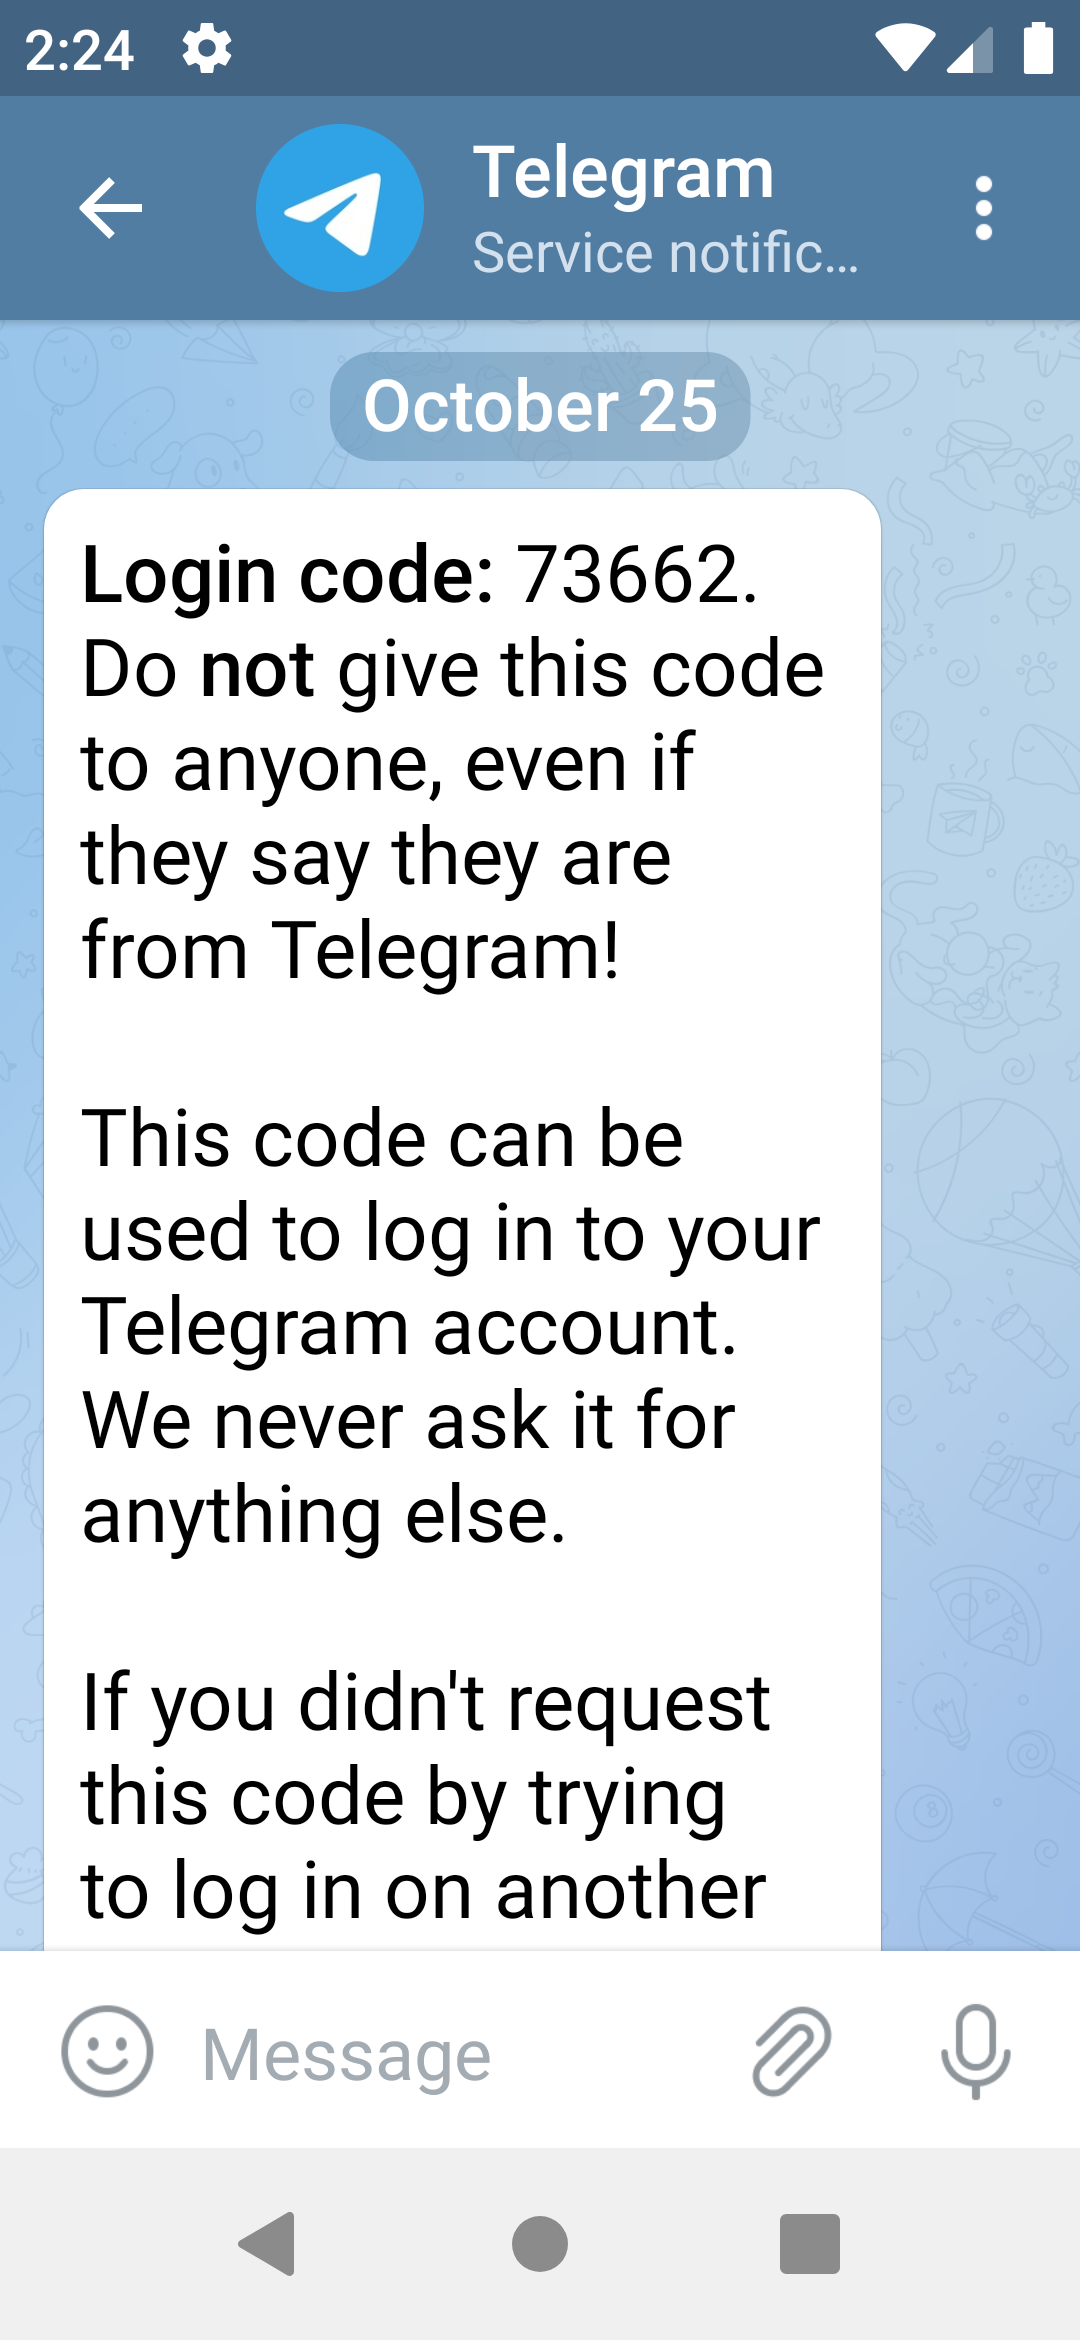 2:24
Telegram
Service notific...
October 25
Login code: 73662.
Do not give this code
to anyone, even if
they say they are
from Telegram!
This code can be
used to log in to your
Telegram account.
We never ask it for
anything else.
If you didn't request
this code by trying
to log in on another
Message